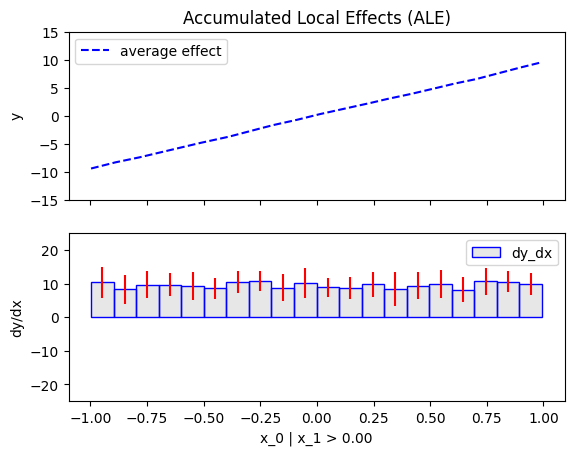 Accumulated Local Effects (ALE)
15
10
5
0
−5
−10
−15
y
average effect
20
10
0
−10
−20
dy/dx
dy_dx
−1.00 −0.75 −0.50 −0.25 0.00 0.25 0.50 0.75 1.00
x_0 | x_1 > 0.00